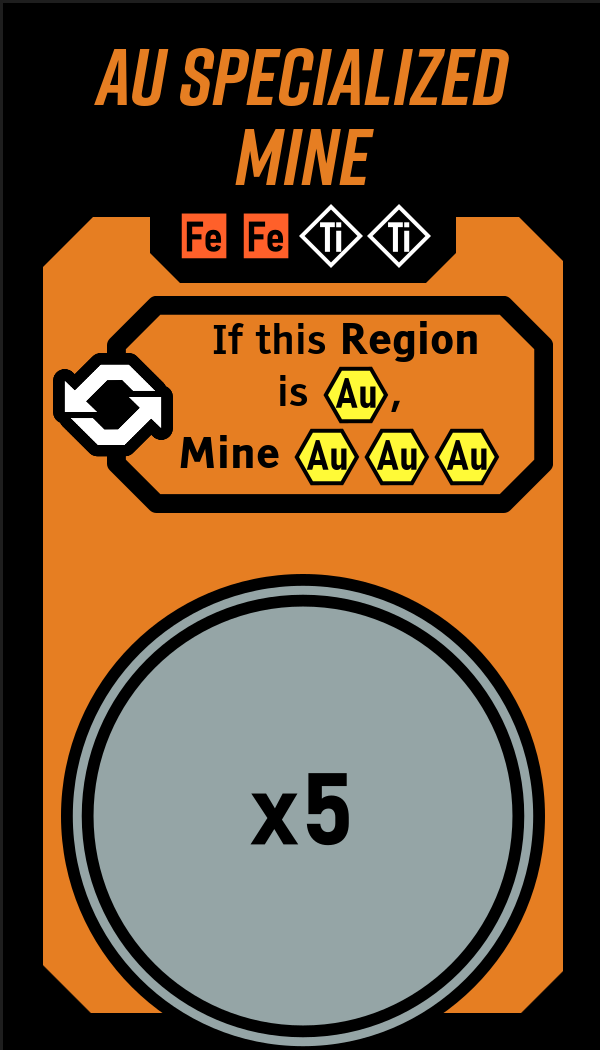 AU SPECIALIZED
MINE
Fe Fe Ti Ti
If this Region
is Au,
Mine Au Au Au
x5